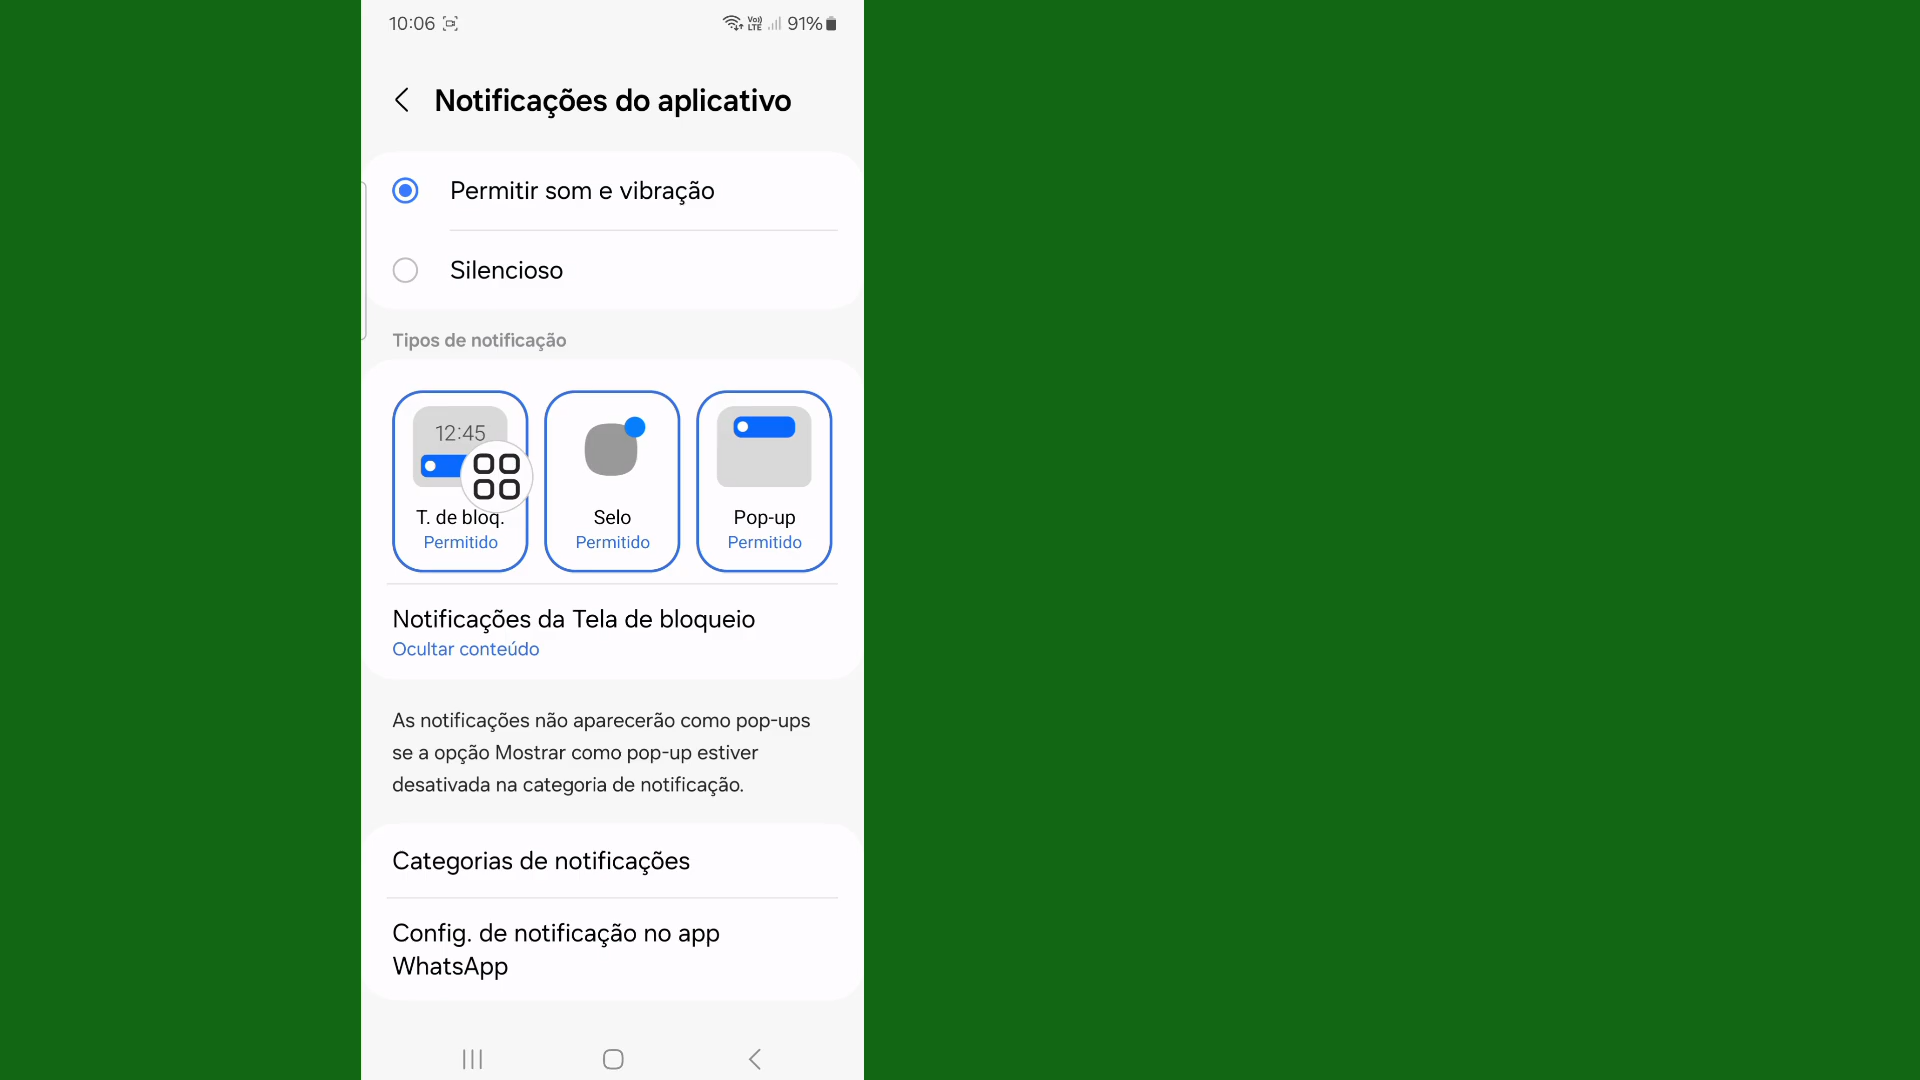 10:06
Vo))
LTE
91%
Notificações do aplicativo
Permitir som e vibração
Silencioso
Tipos de notificação
12:45
T. de bloq.
Permitido
Selo
Permitido
Pop-up
Permitido
Notificações da Tela de bloqueio
Ocultar conteúdo
As notificações não aparecerão como pop-ups
se a opção Mostrar como pop-up estiver
desativada na categoria de notificação.
Categorias de notificações
Config. de notificação no app
WhatsApp